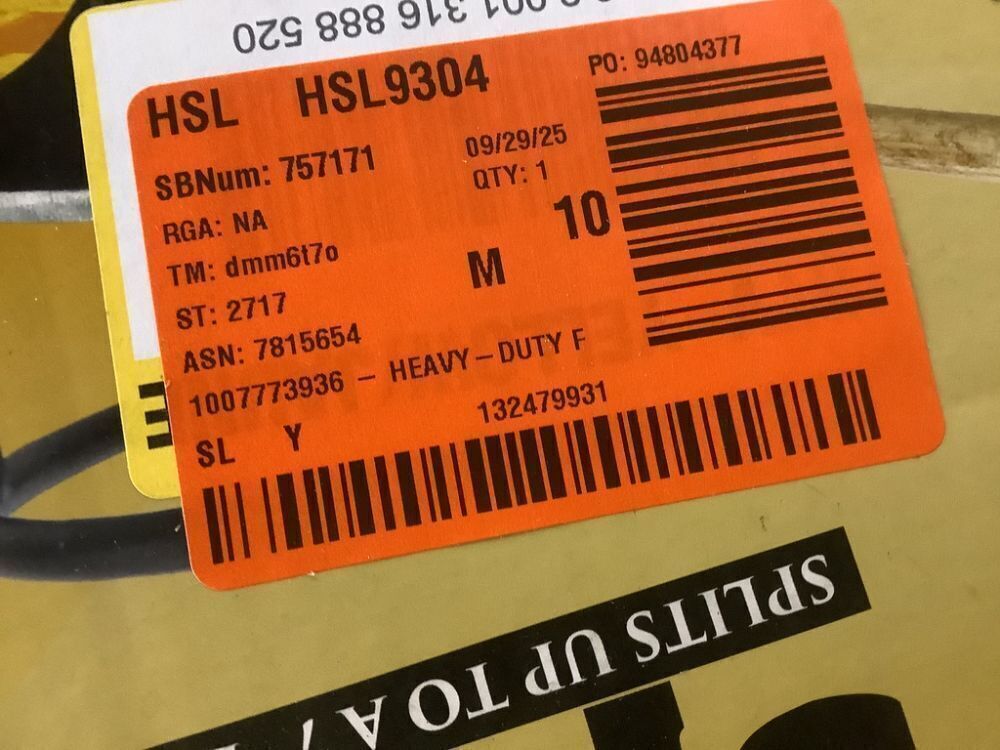 001 316 888 520
HSL HSL9304
PO: 94804377
SBNum: 757171
09/29/25
RGA: NA
QTY: 1
TM: dmm6t7o
10
M
ST: 2717
ASN: 7815654
1007773936 – HEAVY – DUTY F
SL Y
132479931
SPLITS UP TO A